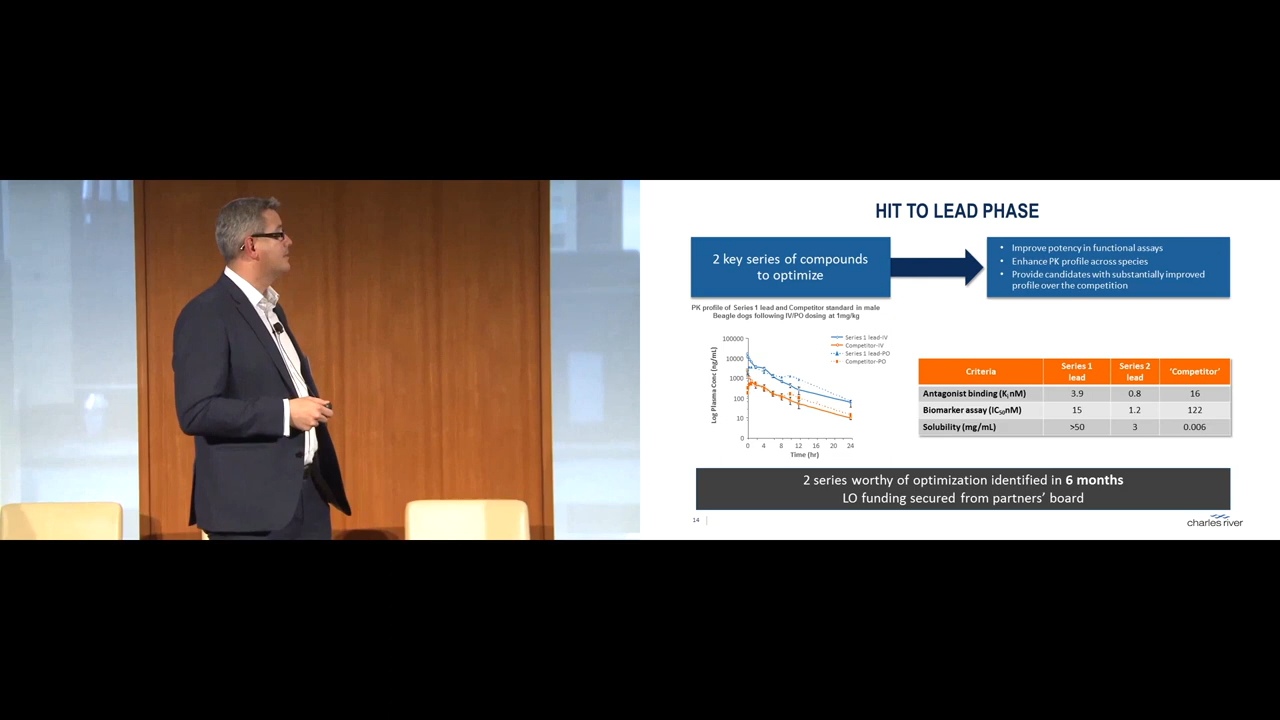 HIT TO LEAD PHASE
2 key series of compounds
to optimize
• Improve potency in functional assays
• Enhance PK profile across species
• Provide candidates with substantially improved
profile over the competition
PK profile of Series 1 lead and Competitor standard in male
Beagle dogs following IV/PO dosing at 1mg/kg
Series 1 lead-IV
Competitor-IV
Series 1 lead-PO
Competitor-PO
Log Plasma Conc (ng/mL)
100000
10000
1000
100
10
0
0 4 8 12 16 20 24
Time (hr)
Criteria Series 1 lead Series 2 lead 'Competitor'
Antagonist binding (KᵢnM) 3.9 0.8 16
Biomarker assay (IC₅₀nM) 15 1.2 122
Solubility (mg/mL) >50 3 0.006
2 series worthy of optimization identified in 6 months
LO funding secured from partners' board
14
charles river